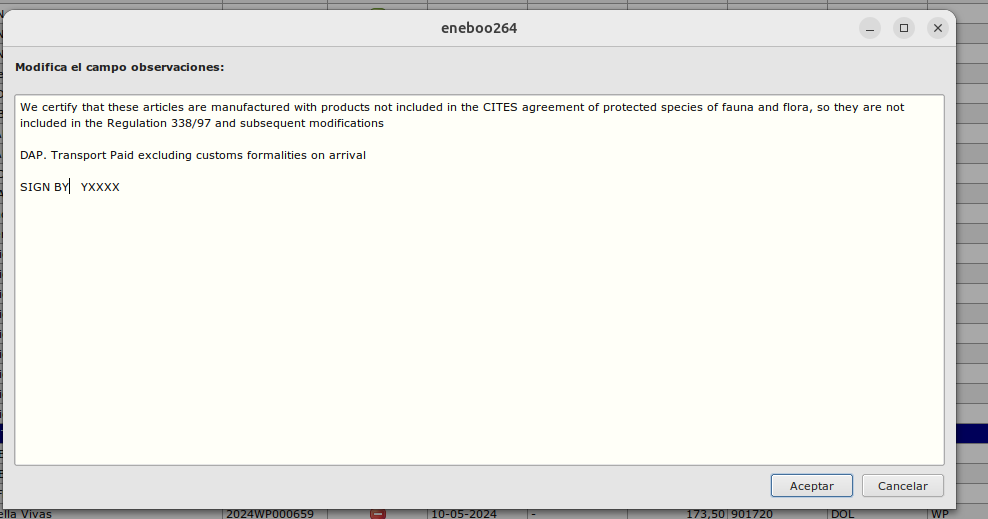 eneboo264
Modifica el campo observaciones:
We certify that these articles are manufactured with products not included in the CITES agreement of protected species of fauna and flora, so they are not
included in the Regulation 338/97 and subsequent modifications
DAP. Transport Paid excluding customs formalities on arrival
SIGN BY YXXXX
Aceptar Cancelar
ella Vivas 2024WP000659 10-05-2024 - 173,50 901720 DOL WP